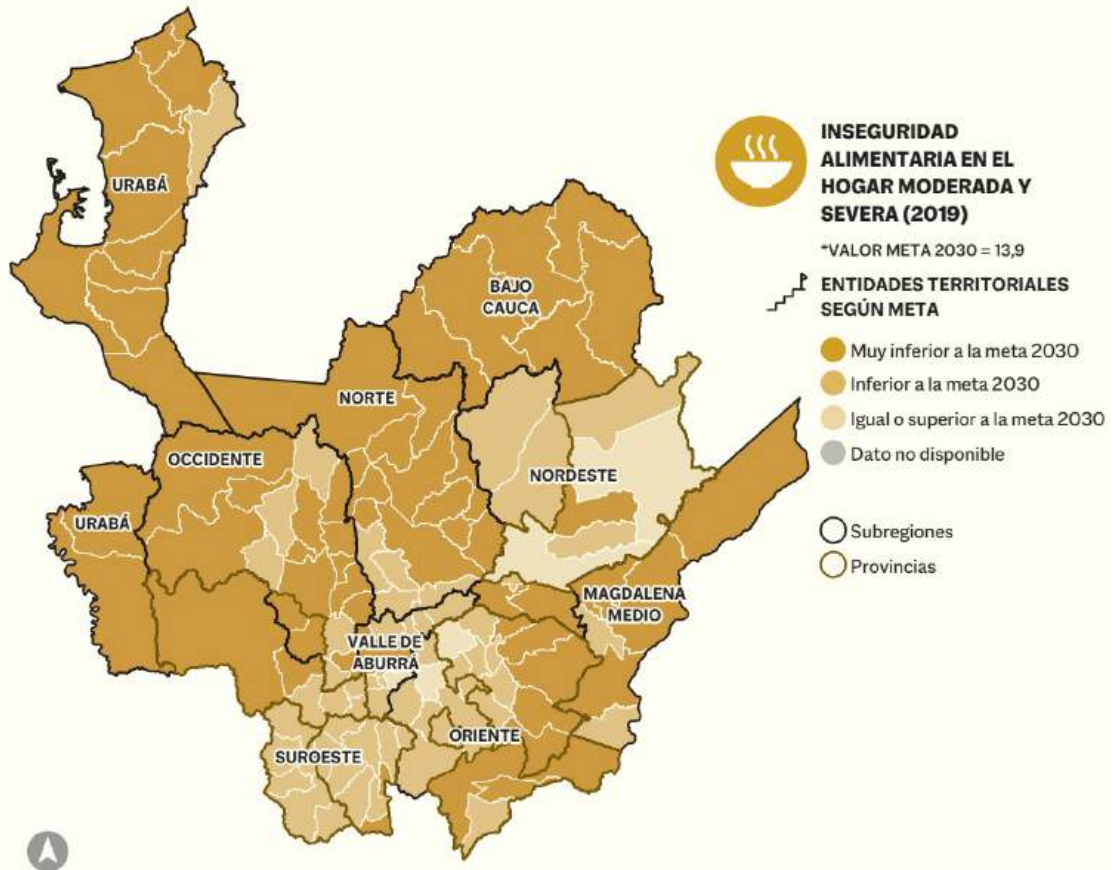 INSEGURIDAD
ALIMENTARIA EN EL
HOGAR MODERADA Y
SEVERA (2019)
*VALOR META 2030 = 13,9
ENTIDADES TERRITORIALES
SEGÚN META
Muy inferior a la meta 2030
Inferior a la meta 2030
Igual o superior a la meta 2030
Dato no disponible
Subregiones
Provincias
URABÁ
BAJO
CAUCA
NORTE
OCCIDENTE
NORDESTE
URABÁ
MAGDALENA
MEDIO
VALLE DE
ABURRÁ
ORIENTE
SUROESTE